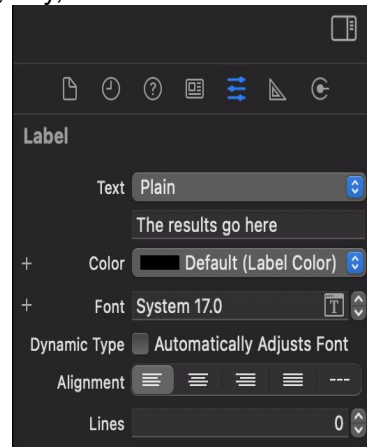 Label
Text Plain
The results go here
+ Color Default (Label Color)
+ Font System 17.0 T
Dynamic Type Automatically Adjusts Font
Alignment ---
Lines 0